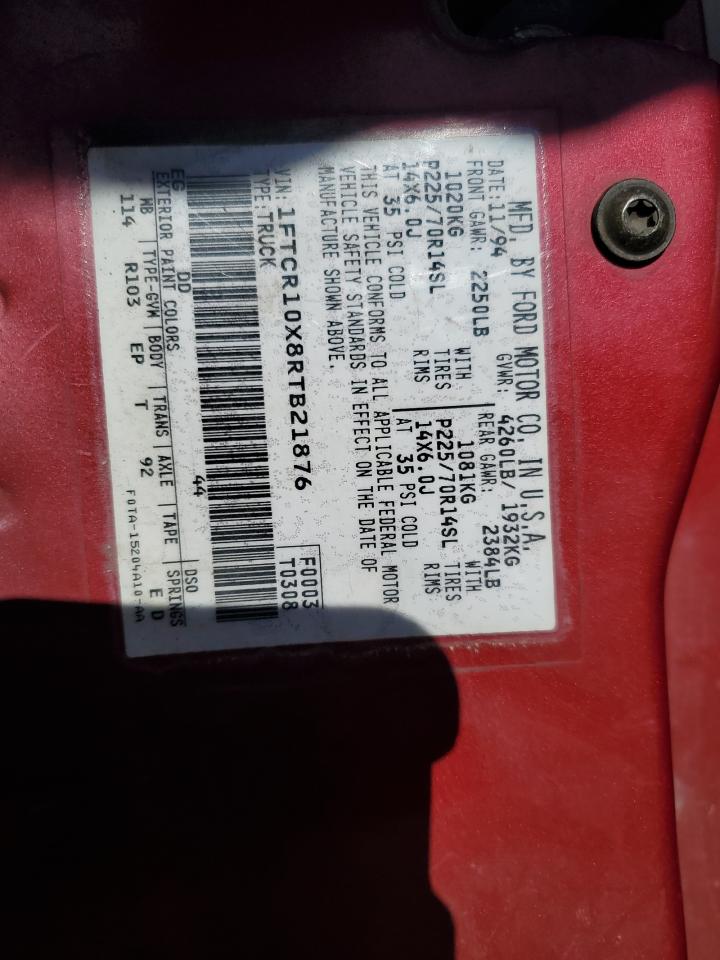 MFD. BY FORD MOTOR CO. IN U.S.A.
DATE: 11/94 GVWR: 4260LB/ 1932KG
FRONT GAWR: 2250LB REAR GAWR: 2384LB
1020KG WITH 1081KG WITH
P225/70R14SL TIRES P225/70R14SL TIRES
14X6.0J RIMS 14X6.0J RIMS:
AT 35 PSI COLD AT 35 PSI COLD
THIS VEHICLE CONFORMS TO ALL APPLICABLE FEDERAL MOTOR
VEHICLE SAFETY STANDARDS IN EFFECT ON THE DATE OF
MANUFACTURE SHOWN ABOVE.
F0003
VIN: 1FTCR10X8RTB21876 T0308
TYPE: TRUCK
44
EG DD DSO
EXTERIOR PAINT COLORS
WB TYPE-GVM BODY TRANS AXLE TAPE SPRINGS
114 R103 EP T 92 E D
F0TA-15204A10-AA